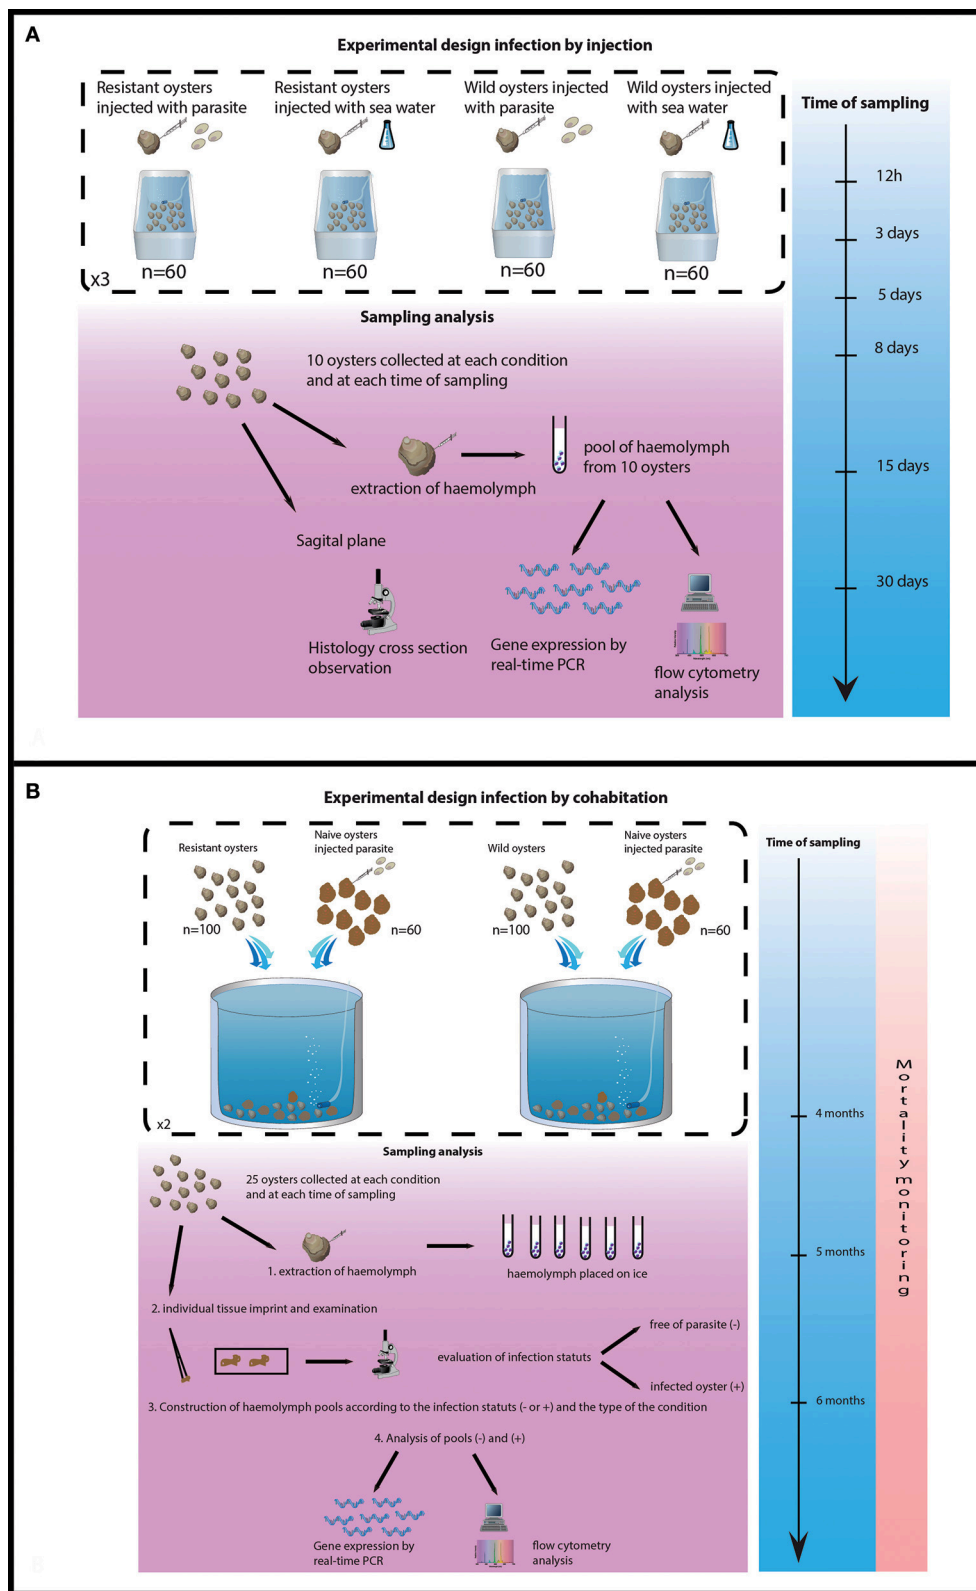 A
Experimental design infection by injection
Resistant oysters
injected with parasite
Resistant oysters
injected with sea water
Wild oysters injected
with parasite
Wild oysters injected
with sea water
n=60
n=60
n=60
n=60
x3
Time of sampling
12h
3 days
5 days
8 days
15 days
30 days
Sampling analysis
10 oysters collected at each condition
and at each time of sampling
extraction of haemolymph
pool of haemolymph
from 10 oysters
Sagital plane
Histology cross section
observation
Gene expression by
real-time PCR
flow cytometry
analysis
A
B
Experimental design infection by cohabitation
Resistant oysters
Naive oysters
injected parasite
Wild oysters
Naive oysters
injected parasite
n=100
n=60
n=100
n=60
x2
Time of sampling
4 months
5 months
6 months
Mortality monitoring
Sampling analysis
25 oysters collected at each condition
and at each time of sampling
1. extraction of haemolymph
haemolymph placed on ice
2. individual tissue imprint and examination
evaluation of infection statuts
free of parasite (-)
infected oyster (+)
3. Construction of haemolymph pools according to the infection statuts (- or +) and the type of the condition
4. Analysis of pools (-) and (+)
Gene expression by
real-time PCR
flow cytometry
analysis
B